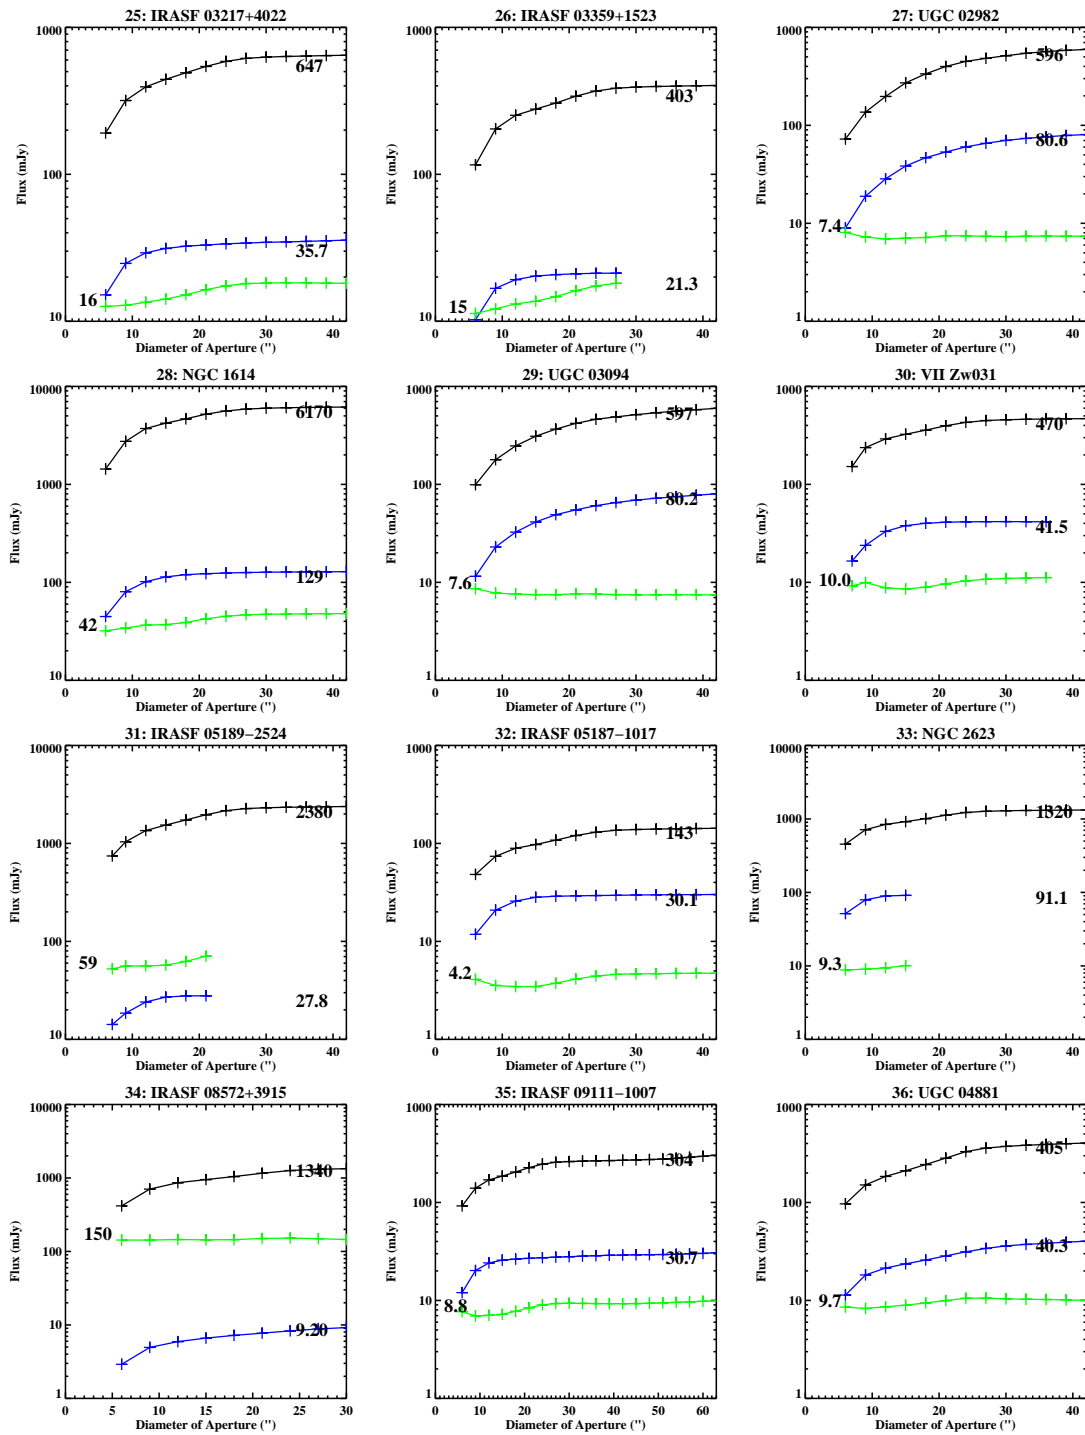 25: IRASF 03217+4022
1000
100
10
Flux (mJy)
647
35.7
16
0 10 20 30 40
Diameter of Aperture (")
26: IRASF 03359+1523
1000
100
10
Flux (mJy)
403
21.3
15
0 10 20 30 40
Diameter of Aperture (")
27: UGC 02982
1000
100
10
1
Flux (mJy)
596
80.6
7.4
0 10 20 30 40
Diameter of Aperture (")
28: NGC 1614
10000
1000
100
10
Flux (mJy)
6170
129
42
0 10 20 30 40
Diameter of Aperture (")
29: UGC 03094
1000
100
10
1
Flux (mJy)
597
80.2
7.6
0 10 20 30 40
Diameter of Aperture (")
30: VII Zw031
1000
100
10
1
Flux (mJy)
470
41.5
10.0
0 10 20 30 40
Diameter of Aperture (")
31: IRASF 05189−2524
10000
1000
100
10
Flux (mJy)
2380
59
27.8
0 10 20 30 40
Diameter of Aperture (")
32: IRASF 05187−1017
1000
100
10
1
Flux (mJy)
143
30.1
4.2
0 10 20 30 40
Diameter of Aperture (")
33: NGC 2623
10000
1000
100
10
1
Flux (mJy)
1320
91.1
9.3
0 10 20 30 40
Diameter of Aperture (")
34: IRASF 08572+3915
10000
1000
100
10
1
Flux (mJy)
1340
150
9.20
0 5 10 15 20 25 30
Diameter of Aperture (")
35: IRASF 09111−1007
1000
100
10
1
Flux (mJy)
304
30.7
8.8
0 10 20 30 40 50 60
Diameter of Aperture (")
36: UGC 04881
1000
100
10
1
Flux (mJy)
405
40.3
9.7
0 10 20 30 40
Diameter of Aperture (")